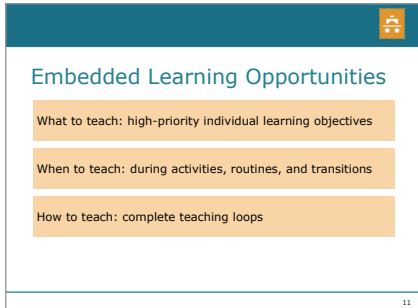 Embedded Learning Opportunities
What to teach: high-priority individual learning objectives
When to teach: during activities, routines, and transitions
How to teach: complete teaching loops
11